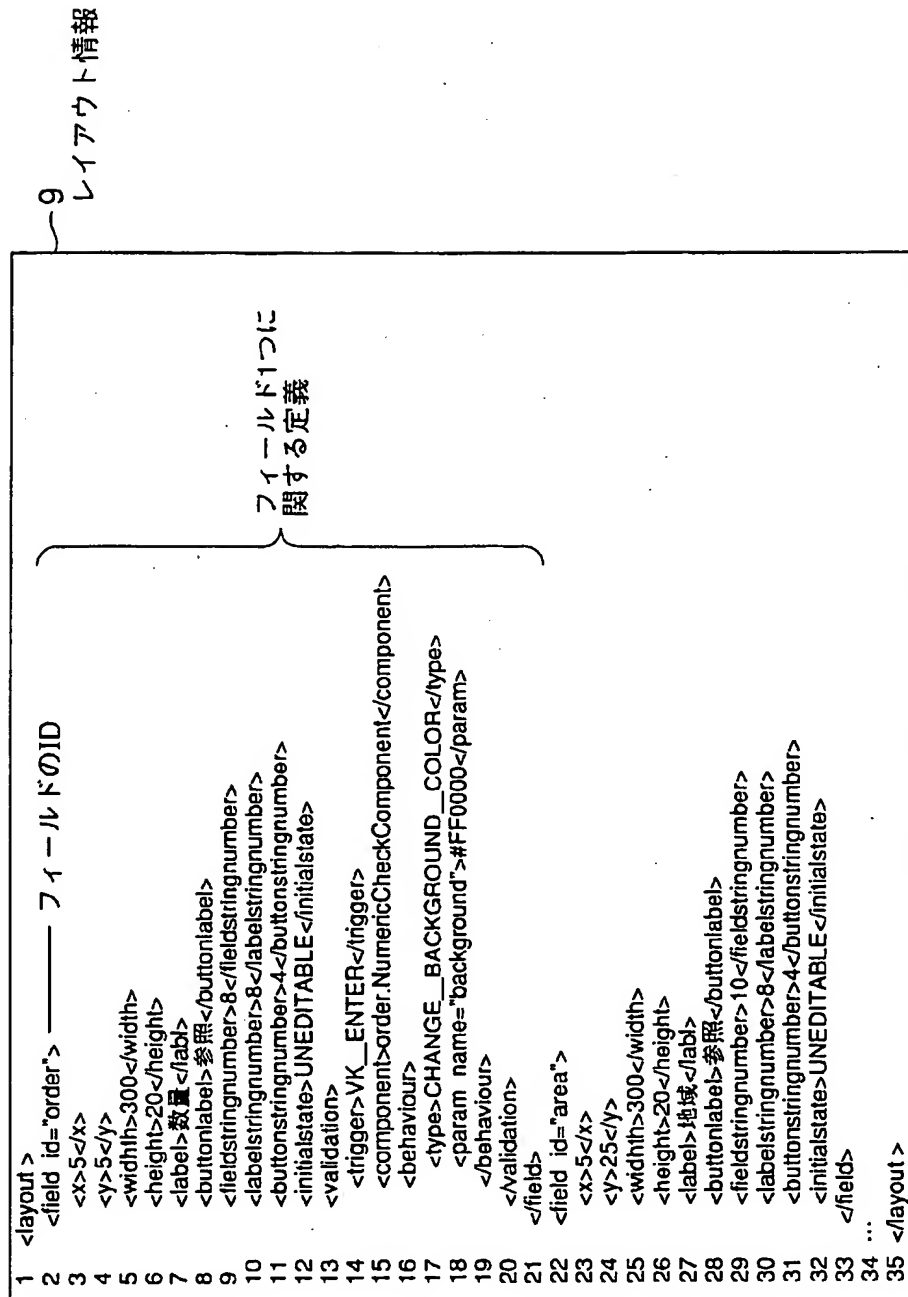 1 <layout >
2 <field id="order"> ——— フィールドのID
3 <x>5</x>
4 <y>5</y>
5 <widhth>300</width>
6 <height>20</height>
7 <label>数量</labl>
8 <buttonlabel>参照</buttonlabel>
9 <fieldstringnumber>8</fieldstringnumber>
10 <labelstringnumber>8</labelstringnumber>
11 <buttonstringnumber>4</buttonstringnumber>
12 <initialstate>UNEDITABLE</initialstate>
13 <validation>
14 <trigger>VK__ENTER</trigger>
15 <component>order.NumericCheckComponent</component>
16 <behaviour>
17 <type>CHANGE__BACKGROUND__COLOR</type>
18 <param name="background">#FF0000</param>
19 </behaviour>
20 </validation>
21 </field>
フィールド1つに
関する定義
22 <field id="area">
23 <x>5</x>
24 <y>25</y>
25 <widhth>300</width>
26 <height>20</height>
27 <label>地域</labl>
28 <buttonlabel>参照</buttonlabel>
29 <fieldstringnumber>10</fieldstringnumber>
30 <labelstringnumber>8</labelstringnumber>
31 <buttonstringnumber>4</buttonstringnumber>
32 <initialstate>UNEDITABLE</initialstate>
33 </field>
34 …
35 </layout >
9
レイアウト情報